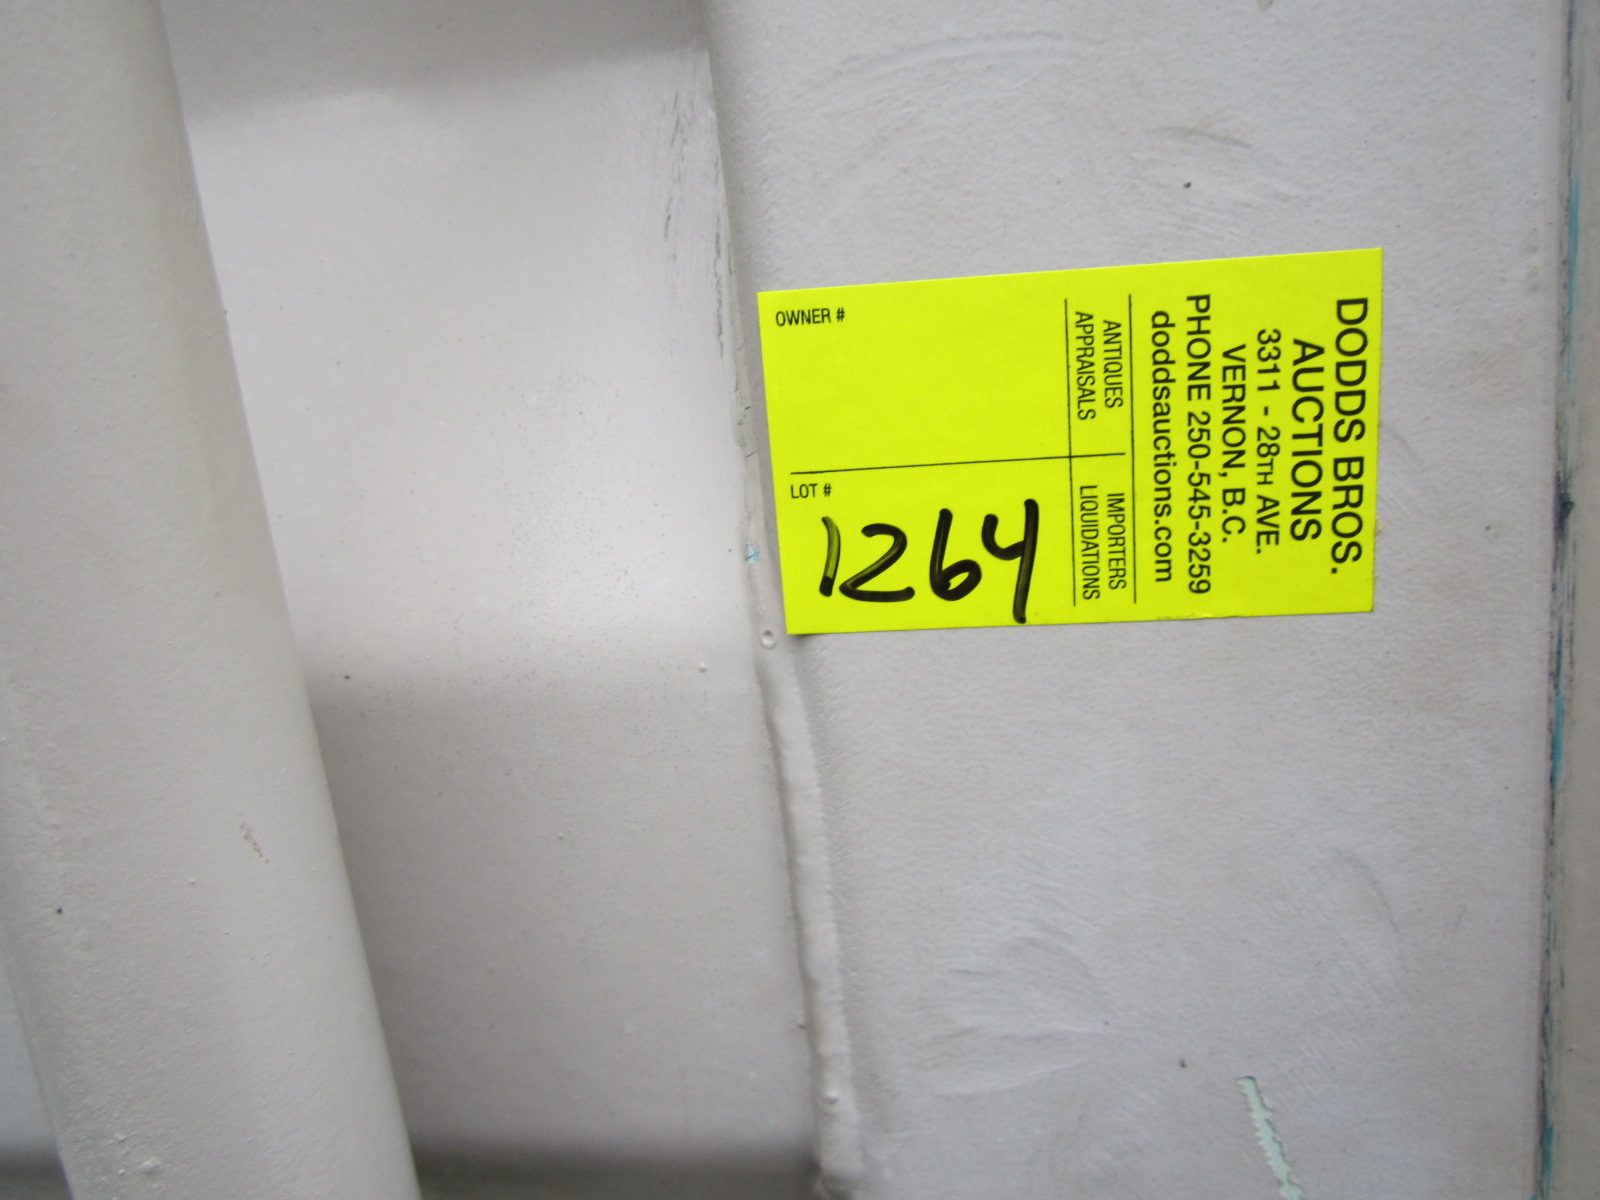 DODDS BROS.
AUCTIONS
3311 - 28TH AVE.
VERNON, B.C.
PHONE 250-545-3259
doddsauctions.com
ANTIQUES
APPRAISALS
IMPORTERS
LIQUIDATIONS
OWNER #
LOT #
1264